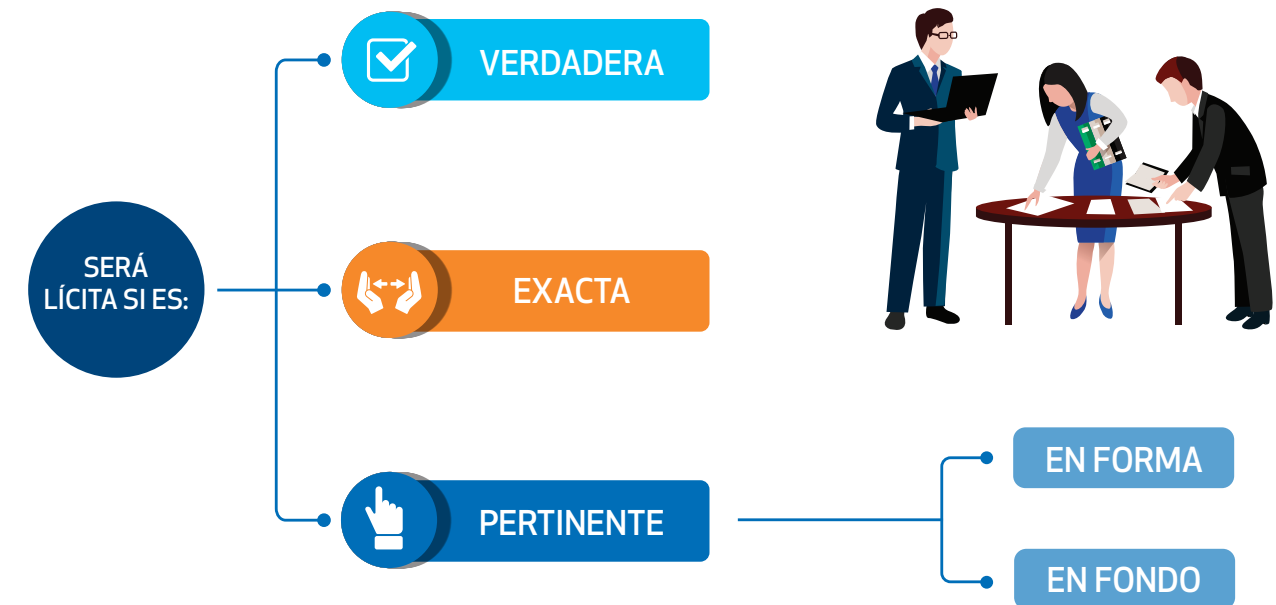 SERÁ
LÍCITA SI ES:
VERDADERA
EXACTA
PERTINENTE
EN FORMA
EN FONDO